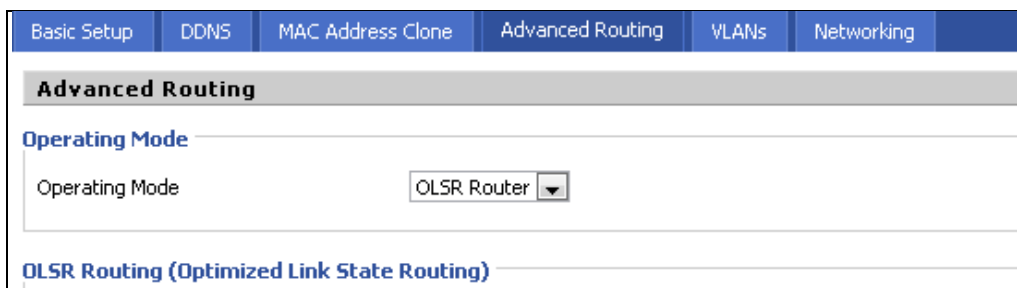 Basic Setup DDNS MAC Address Clone Advanced Routing VLANs Networking
Advanced Routing
Operating Mode
Operating Mode OLSR Router
OLSR Routing (Optimized Link State Routing)